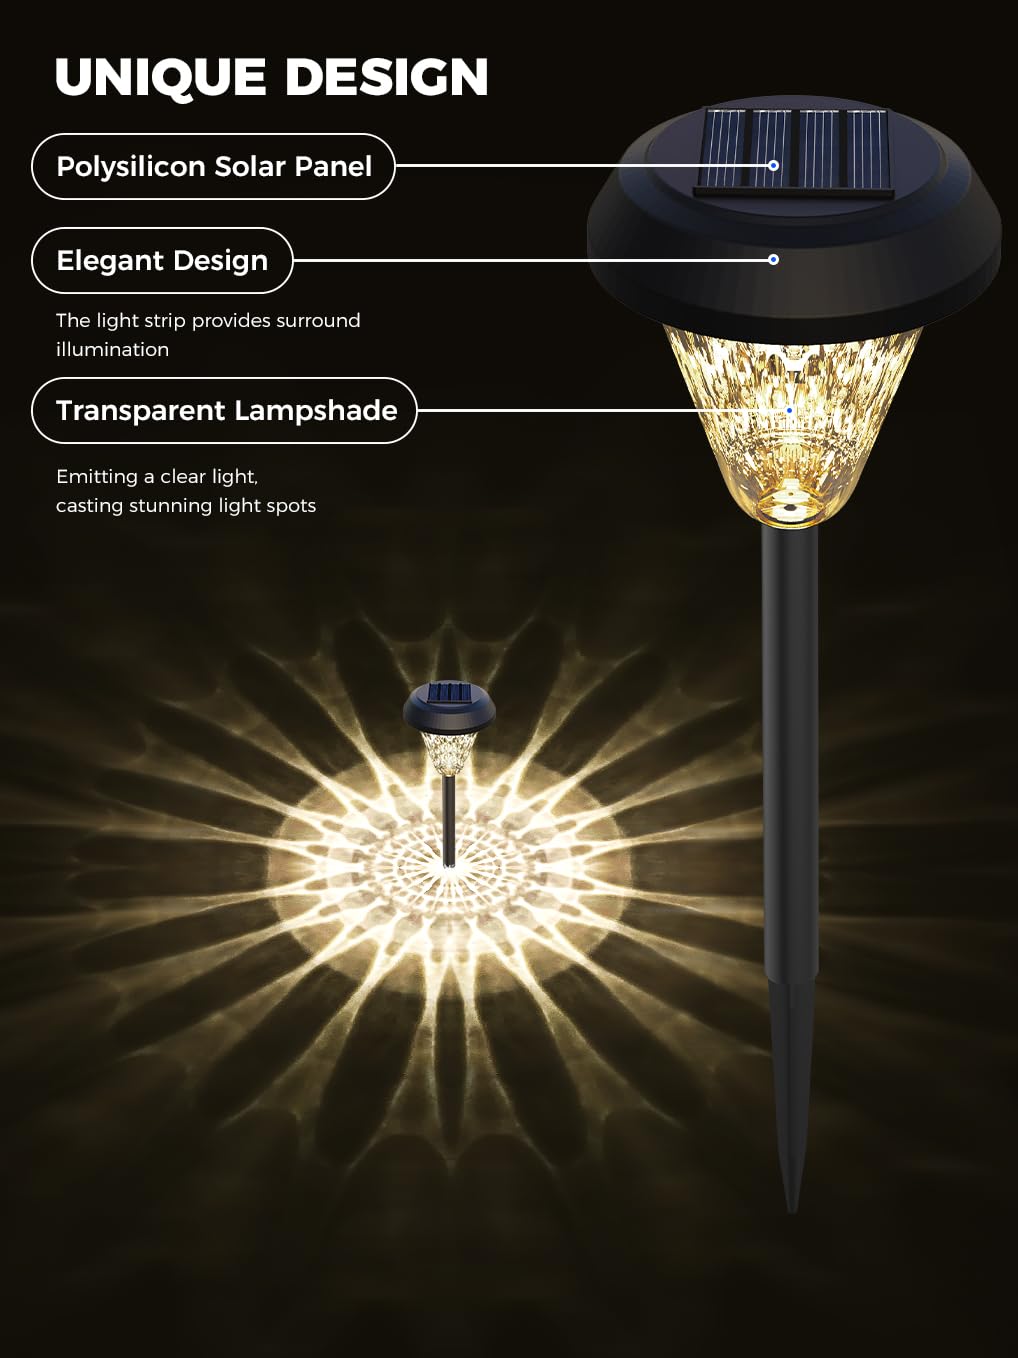 UNIQUE DESIGN
Polysilicon Solar Panel
Elegant Design
The light strip provides surround
illumination
Transparent Lampshade
Emitting a clear light,
casting stunning light spots